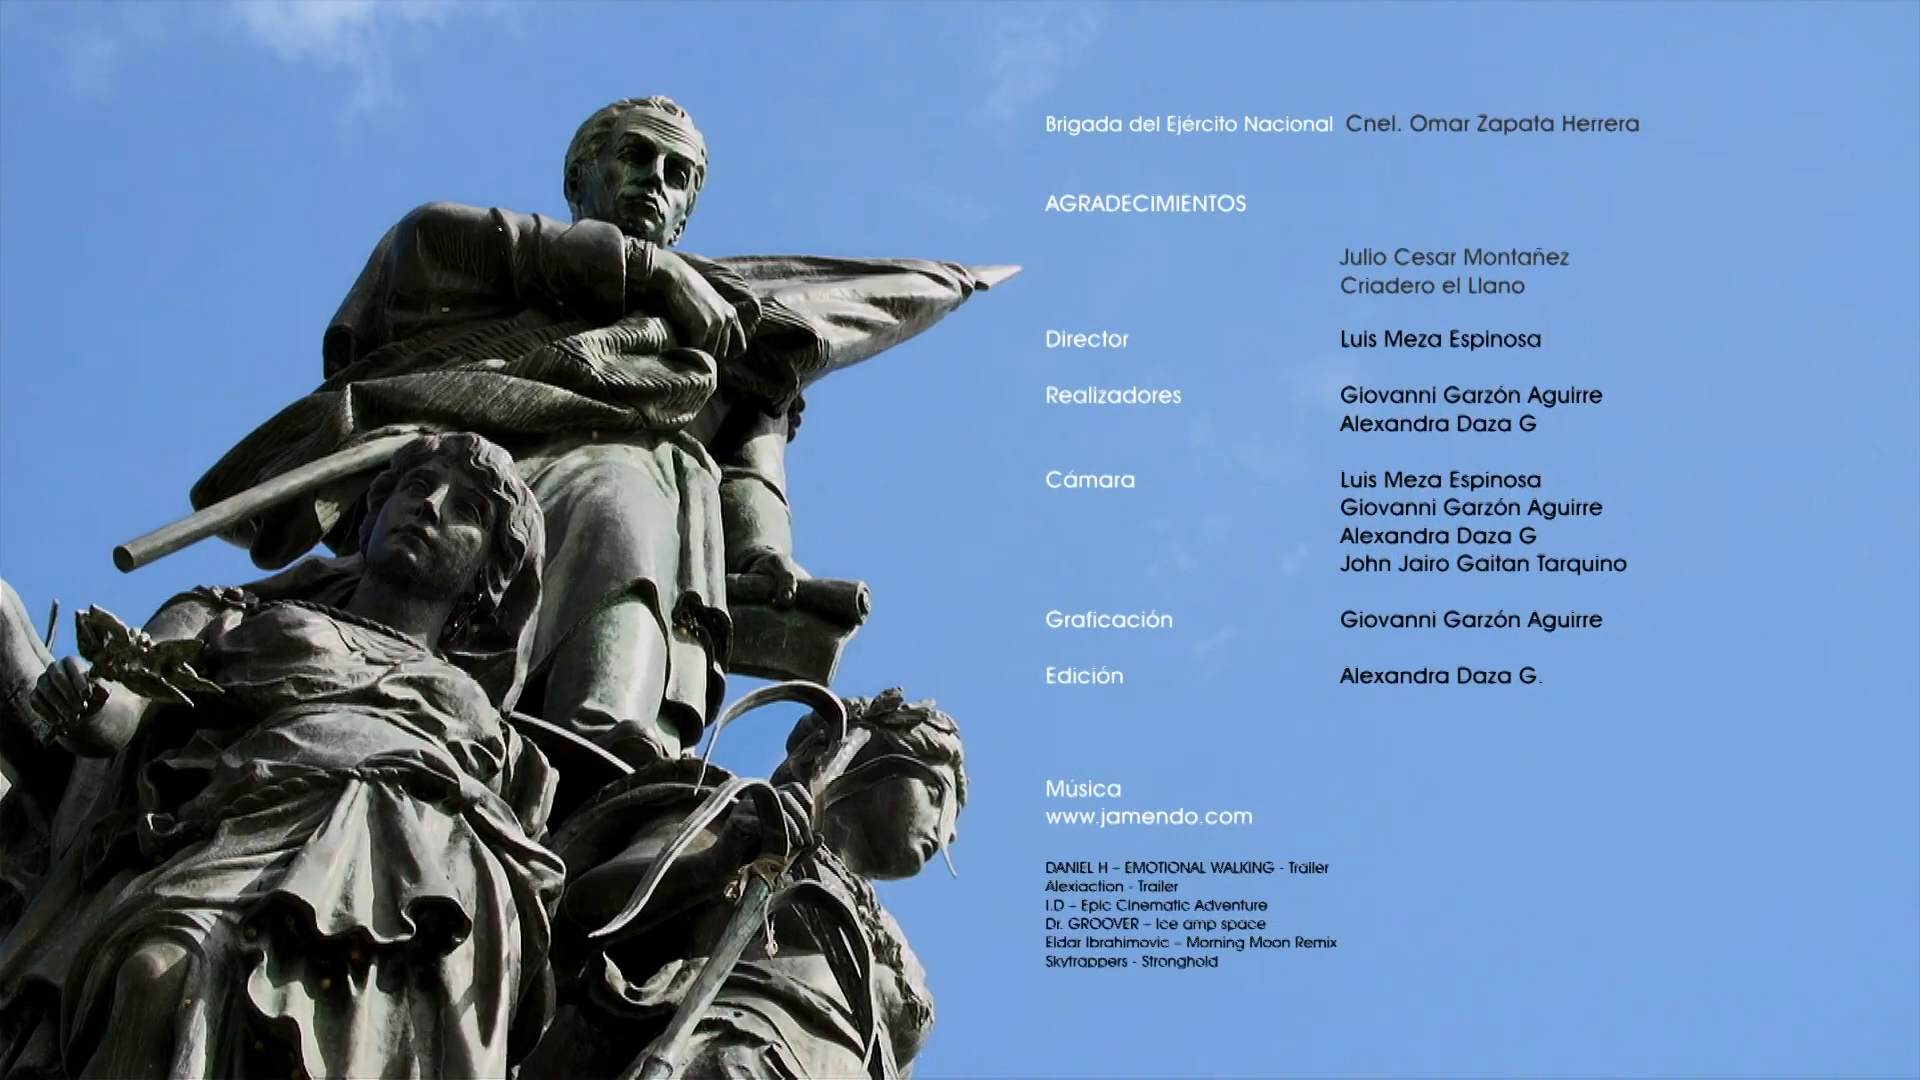 Brigada del Ejército Nacional Cnel. Omar Zapata Herrera
AGRADECIMIENTOS
Julio Cesar Montañez
Criadero el Llano
Director Luis Meza Espinosa
Realizadores Giovanni Garzón Aguirre
Alexandra Daza G
Cámara Luis Meza Espinosa
Giovanni Garzón Aguirre
Alexandra Daza G
John Jairo Gaitan Tarquino
Graficación Giovanni Garzón Aguirre
Edición Alexandra Daza G.
Música
www.jamendo.com
DANIEL H – EMOTIONAL WALKING - Trailer
Alexiaction - Trailer
I.D – Epic Cinematic Adventure
Dr. GROOVER – Ice amp space
Eldar Ibrahimovic – Morning Moon Remix
Skytrappers - Stronghold